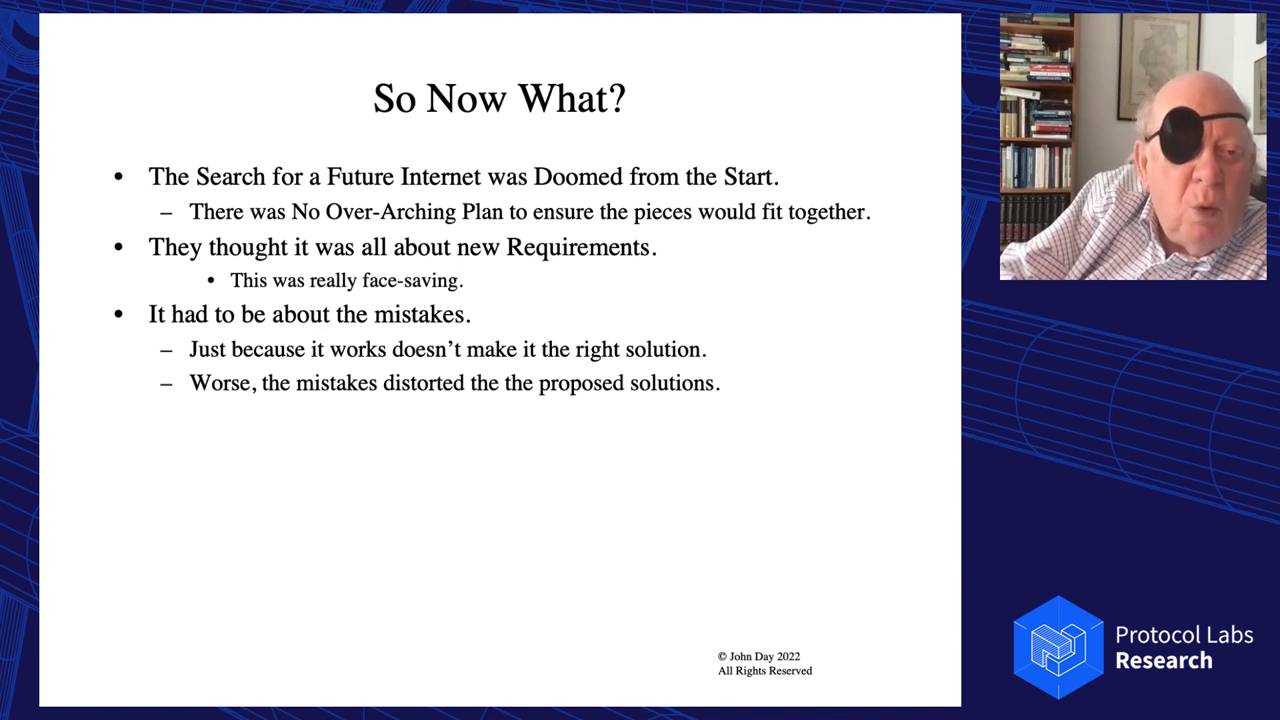 So Now What?
• The Search for a Future Internet was Doomed from the Start.
– There was No Over-Arching Plan to ensure the pieces would fit together.
• They thought it was all about new Requirements.
• This was really face-saving.
• It had to be about the mistakes.
– Just because it works doesn’t make it the right solution.
– Worse, the mistakes distorted the the proposed solutions.
© John Day 2022
All Rights Reserved
Protocol Labs
Research